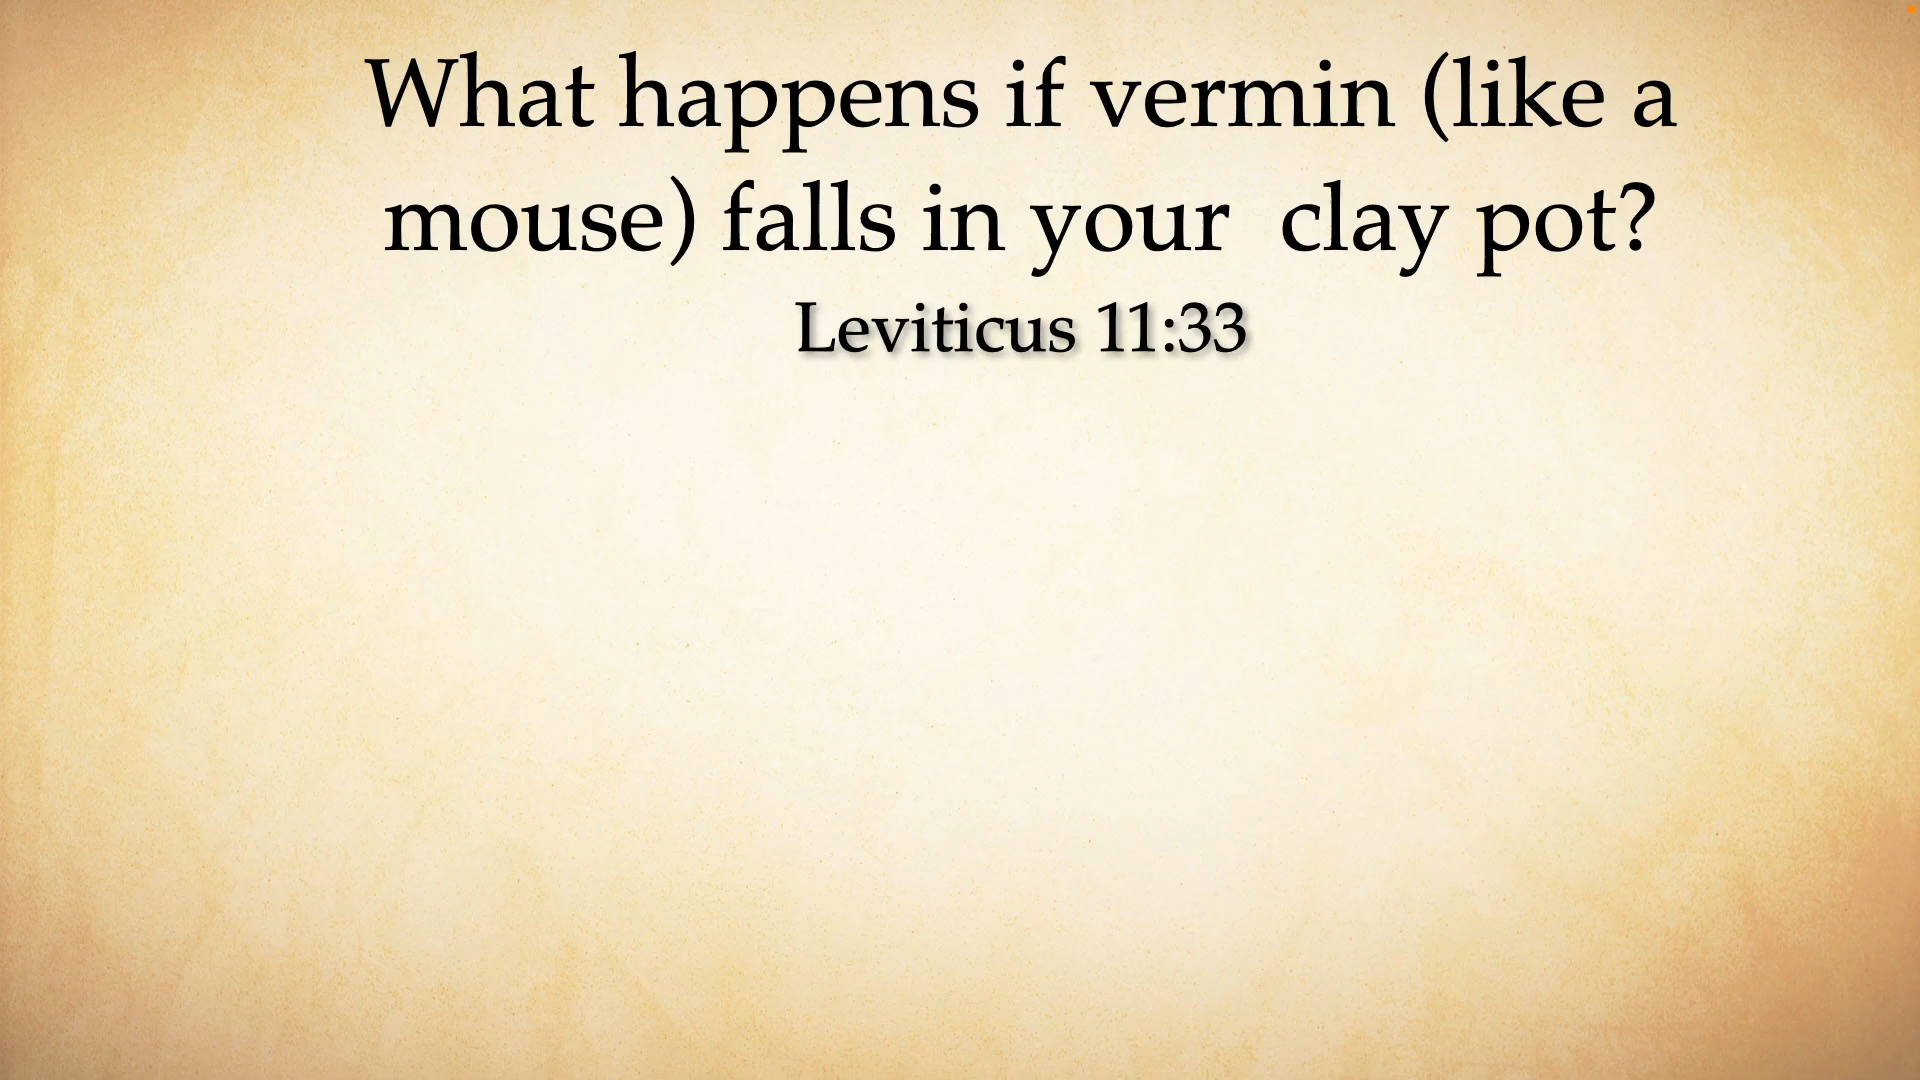 What happens if vermin (like a
mouse) falls in your  clay pot?
Leviticus 11:33